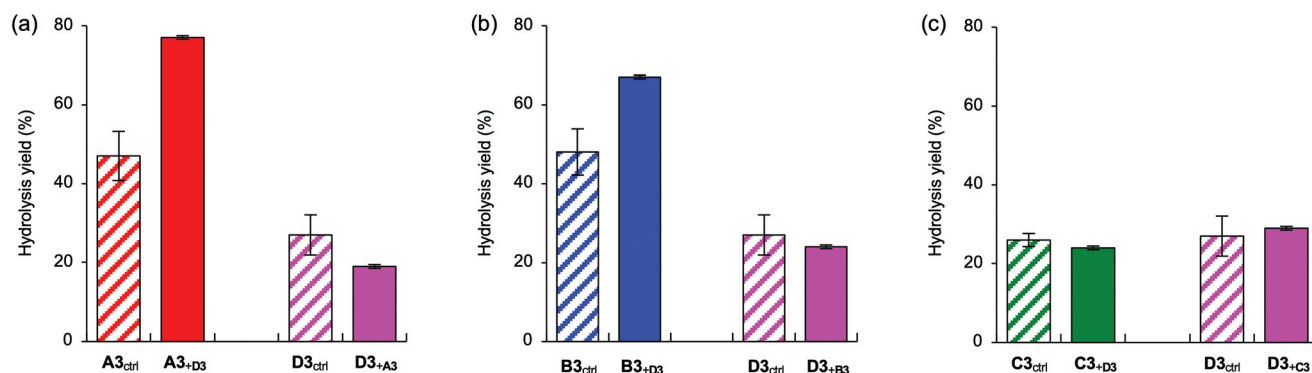 (a)
Hydrolysis yield (%)
80
60
40
20
0
A3ctrl A3+D3 D3ctrl D3+A3
(b)
Hydrolysis yield (%)
80
60
40
20
0
B3ctrl B3+D3 D3ctrl D3+B3
(c)
Hydrolysis yield (%)
80
60
40
20
0
C3ctrl C3+D3 D3ctrl D3+C3